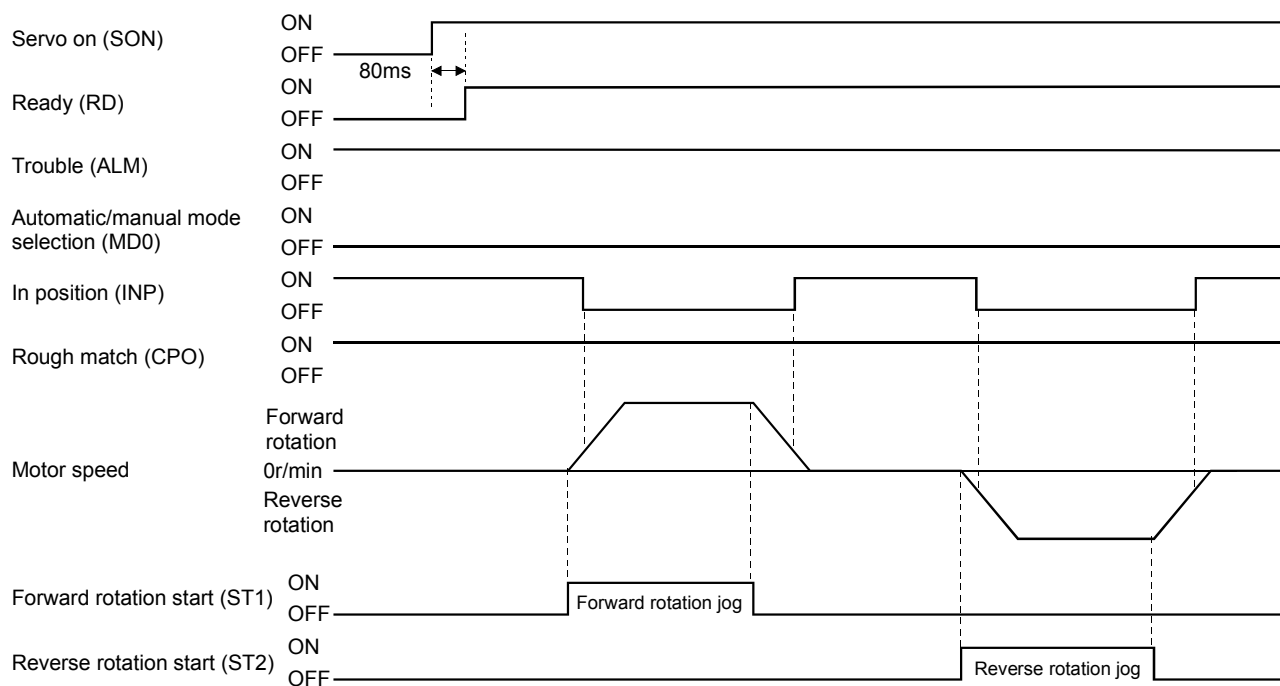 Servo on (SON)
ON
OFF
80ms
Ready (RD)
ON
OFF
Trouble (ALM)
ON
OFF
Automatic/manual mode
selection (MD0)
ON
OFF
In position (INP)
ON
OFF
Rough match (CPO)
ON
OFF
Motor speed
Forward
rotation
0r/min
Reverse
rotation
Forward rotation start (ST1)
ON
OFF
Forward rotation jog
Reverse rotation start (ST2)
ON
OFF
Reverse rotation jog